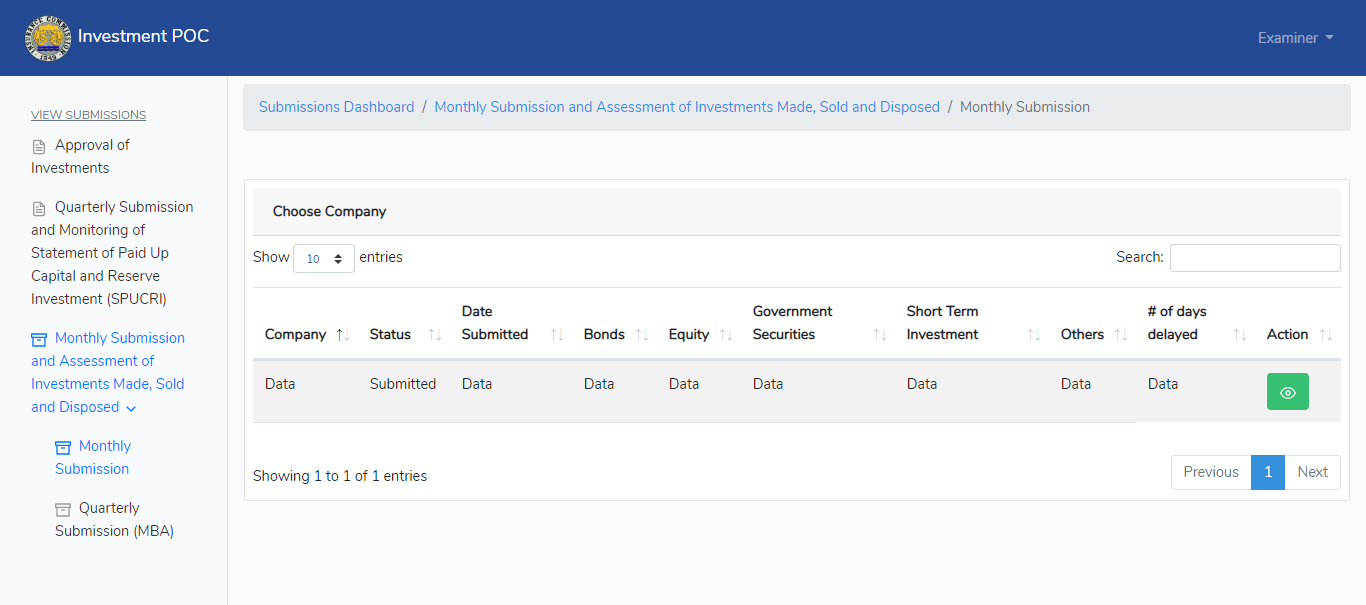 INSURANCE COMMISSION
1949
Investment POC
Examiner
VIEW SUBMISSIONS
Approval of
Investments
Quarterly Submission
and Monitoring of
Statement of Paid Up
Capital and Reserve
Investment (SPUCRI)
Monthly Submission
and Assessment of
Investments Made, Sold
and Disposed
Monthly
Submission
Quarterly
Submission (MBA)
Submissions Dashboard / Monthly Submission and Assessment of Investments Made, Sold and Disposed / Monthly Submission
Choose Company
Show 10 entries
Search:
Company Status Date Submitted Bonds Equity Government Securities Short Term Investment Others # of days delayed Action
Data Submitted Data Data Data Data Data Data Data
Showing 1 to 1 of 1 entries
Previous 1 Next